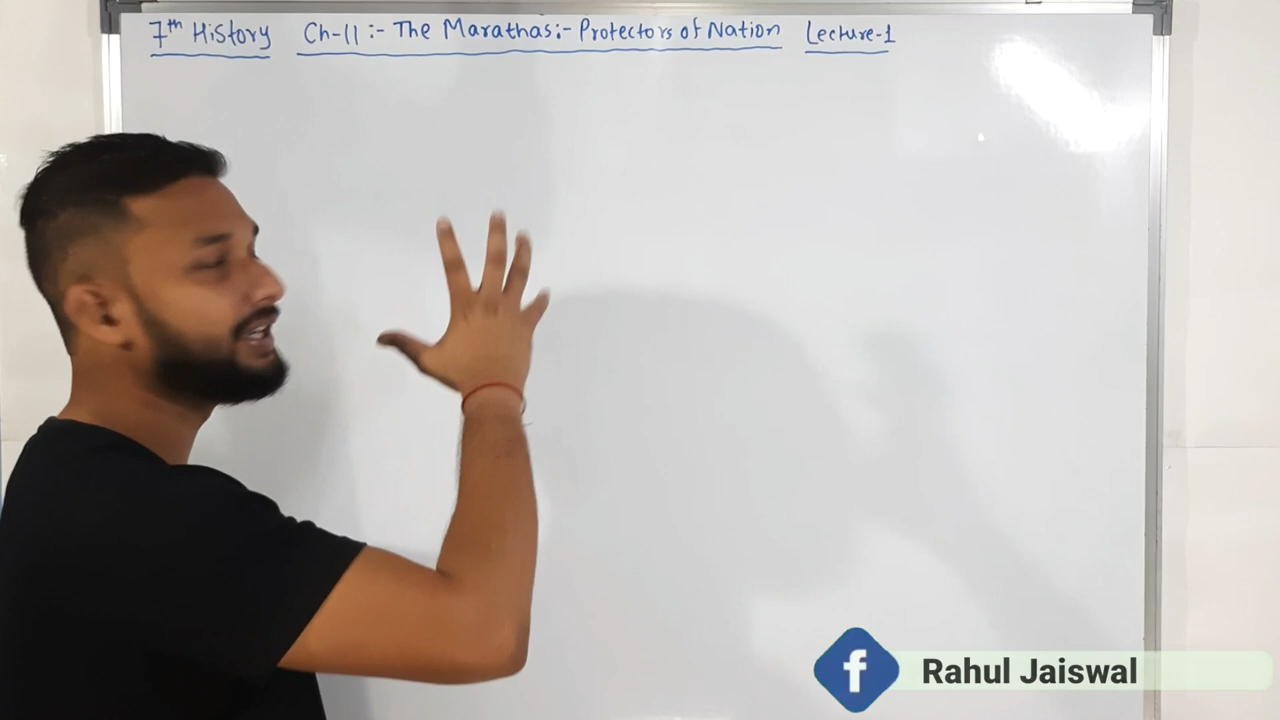 7th History Ch-11:- The Marathas:- Protectors of Nation Lecture-1
f Rahul Jaiswal